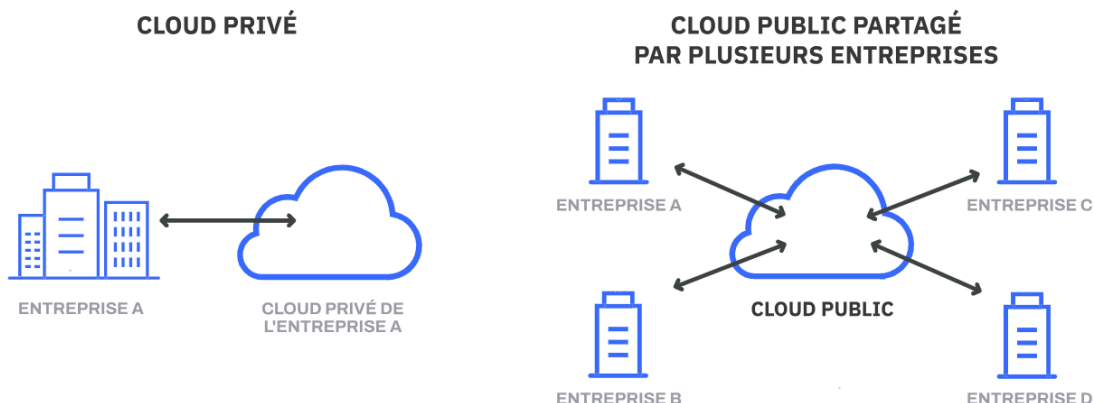 CLOUD PRIVÉ
ENTREPRISE A
CLOUD PRIVÉ DE
L'ENTREPRISE A
CLOUD PUBLIC PARTAGÉ
PAR PLUSIEURS ENTREPRISES
ENTREPRISE A
ENTREPRISE C
CLOUD PUBLIC
ENTREPRISE B
ENTREPRISE D